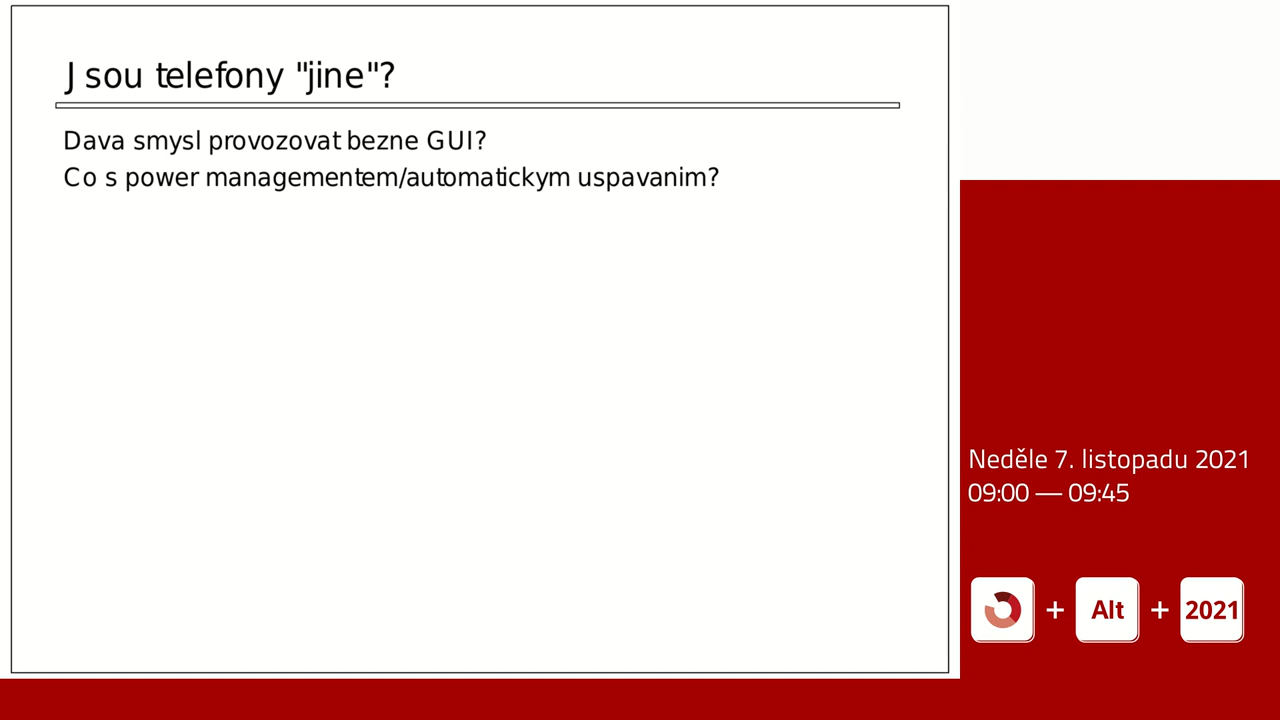 Jsou telefony "jine"?
Dava smysl provozovat bezne GUI?
Co s power managementem/automatickym uspavanim?
Neděle 7. listopadu 2021
09:00 — 09:45
+ Alt + 2021